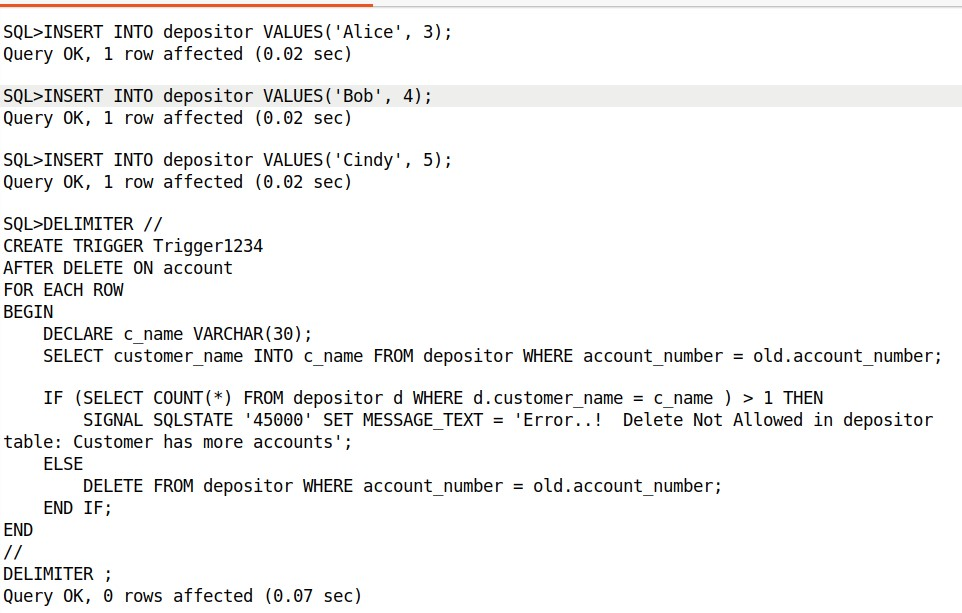 SQL>INSERT INTO depositor VALUES('Alice', 3);
Query OK, 1 row affected (0.02 sec)

SQL>INSERT INTO depositor VALUES('Bob', 4);
Query OK, 1 row affected (0.02 sec)

SQL>INSERT INTO depositor VALUES('Cindy', 5);
Query OK, 1 row affected (0.02 sec)

SQL>DELIMITER //
CREATE TRIGGER Trigger1234
AFTER DELETE ON account
FOR EACH ROW
BEGIN
    DECLARE c_name VARCHAR(30);
    SELECT customer_name INTO c_name FROM depositor WHERE account_number = old.account_number;

    IF (SELECT COUNT(*) FROM depositor d WHERE d.customer_name = c_name ) > 1 THEN
        SIGNAL SQLSTATE '45000' SET MESSAGE_TEXT = 'Error..!  Delete Not Allowed in depositor
table: Customer has more accounts';
    ELSE
        DELETE FROM depositor WHERE account_number = old.account_number;
    END IF;
END
//
DELIMITER ;
Query OK, 0 rows affected (0.07 sec)